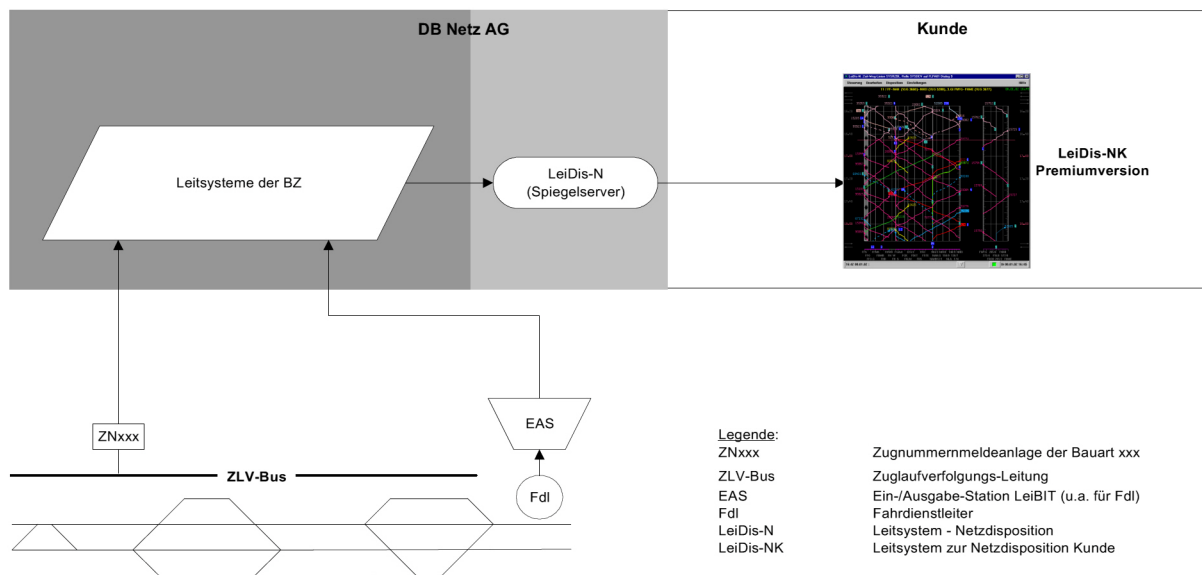 DB Netz AG
Kunde
Leitsysteme der BZ
LeiDis-N
(Spiegelserver)
LeiDis-NK
Premiumversion
ZNxxx
EAS
ZLV-Bus
Fdl
Legende:
ZNxxx Zugnummernmeldeanlage der Bauart xxx
ZLV-Bus Zuglaufverfolgungs-Leitung
EAS Ein-/Ausgabe-Station LeiBIT (u.a. für Fdl)
Fdl Fahrdienstleiter
LeiDis-N Leitsystem - Netzdisposition
LeiDis-NK Leitsystem zur Netzdisposition Kunde